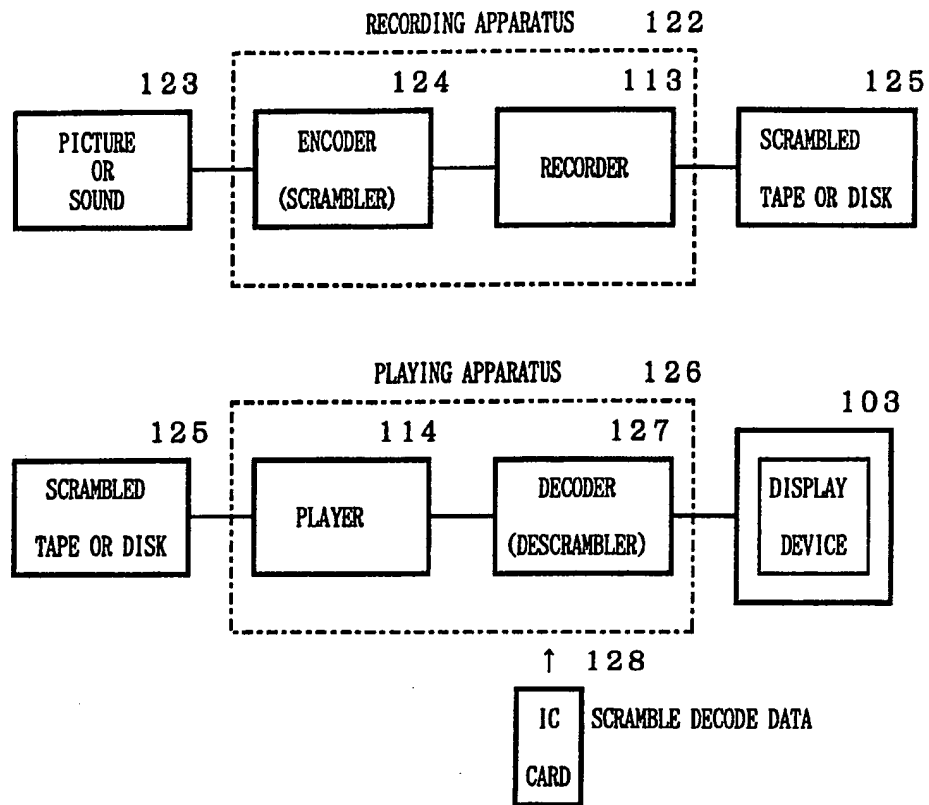 RECORDING APPARATUS 122
123 124 113 125
PICTURE
OR
SOUND
ENCODER
(SCRAMBLER)
RECORDER
SCRAMBLED
TAPE OR DISK
PLAYING APPARATUS 126
125 114 127 103
SCRAMBLED
TAPE OR DISK
PLAYER
DECODER
(DESCRAMBLER)
DISPLAY
DEVICE
↑ 128
IC
CARD
SCRAMBLE DECODE DATA